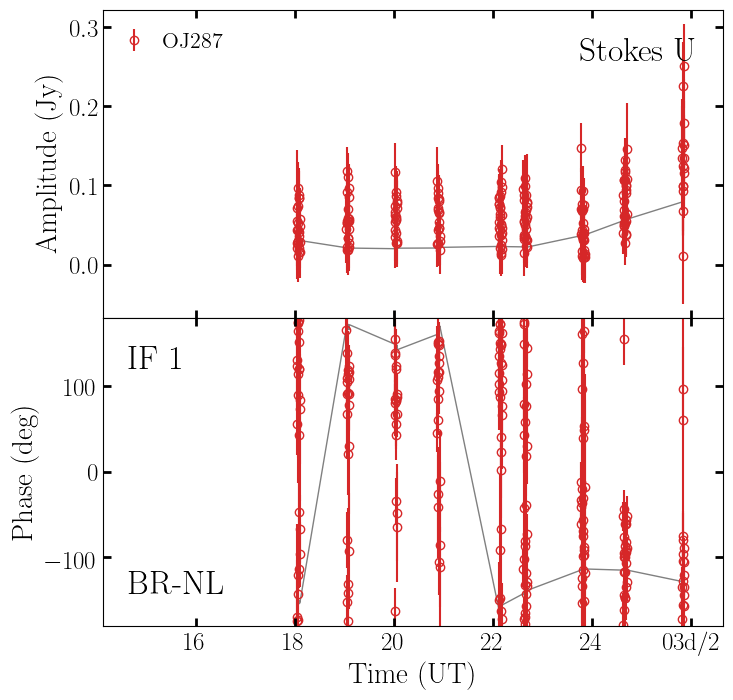 OJ287
Stokes U
0.3
0.2
0.1
0.0
Amplitude (Jy)
IF 1
100
0
−100
Phase (deg)
BR-NL
16 18 20 22 24 03d/2
Time (UT)